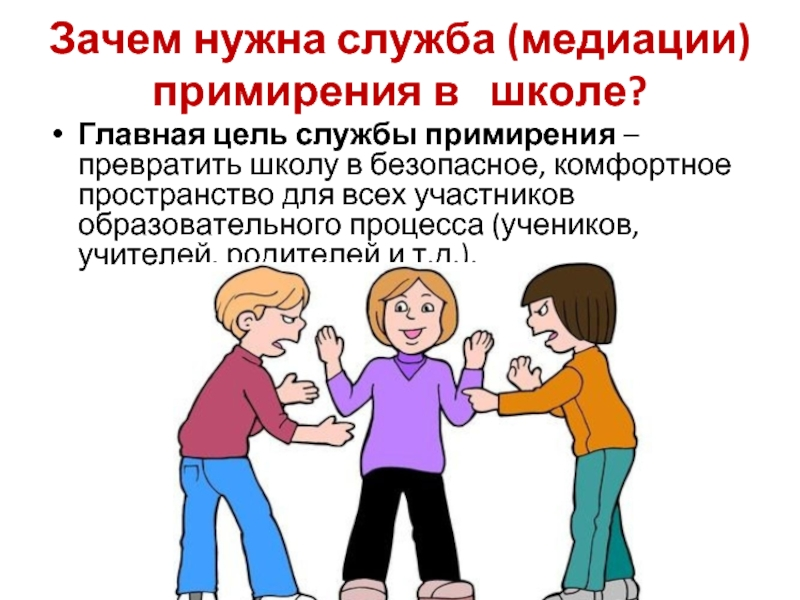 Зачем нужна служба (медиации)
примирения в школе?
• Главная цель службы примирения –
превратить школу в безопасное, комфортное
пространство для всех участников
образовательного процесса (учеников,
учителей, родителей и т.д.).